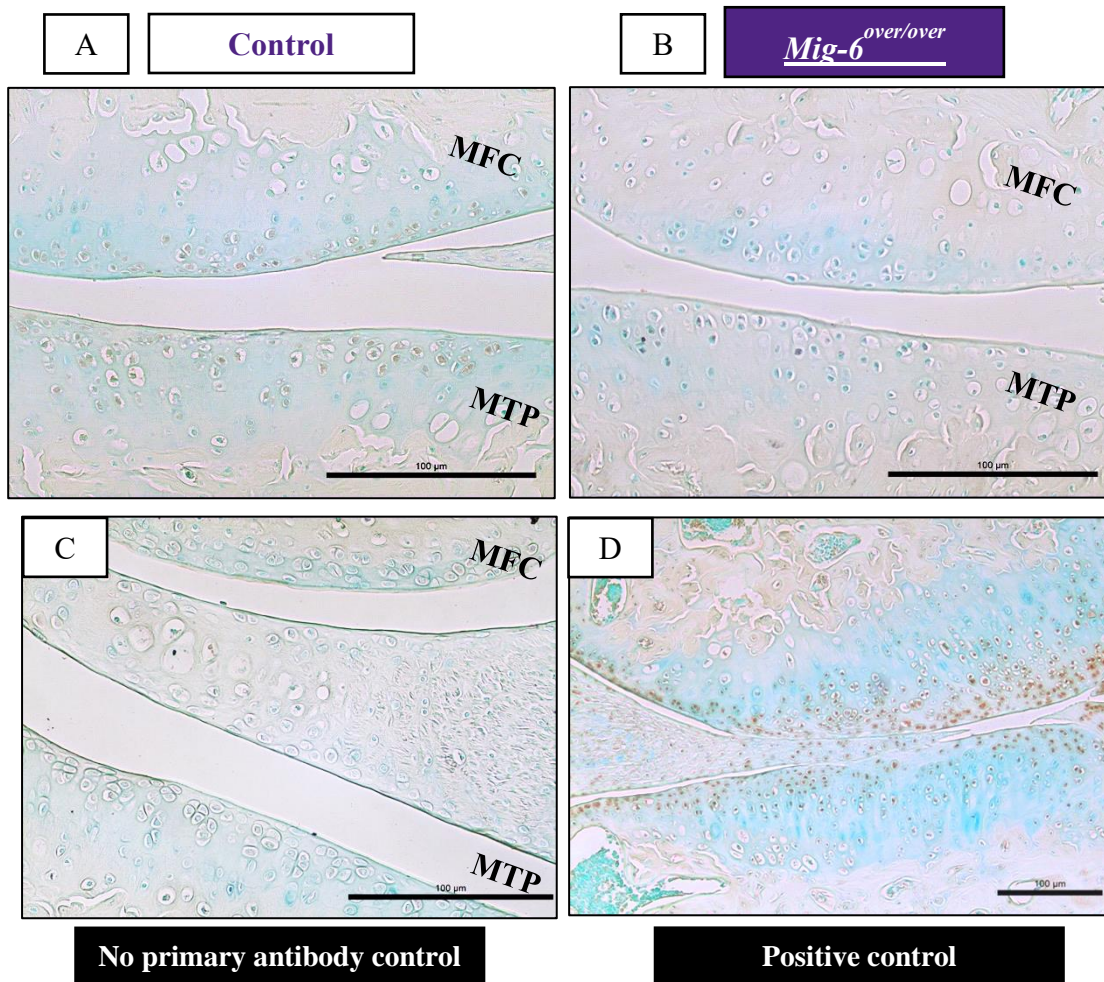 A
Control
B
Mig-6over/over
MFC
MTP
100 μm
MFC
MTP
100 μm
C
MFC
MTP
100 μm
D
100 μm
No primary antibody control
Positive control